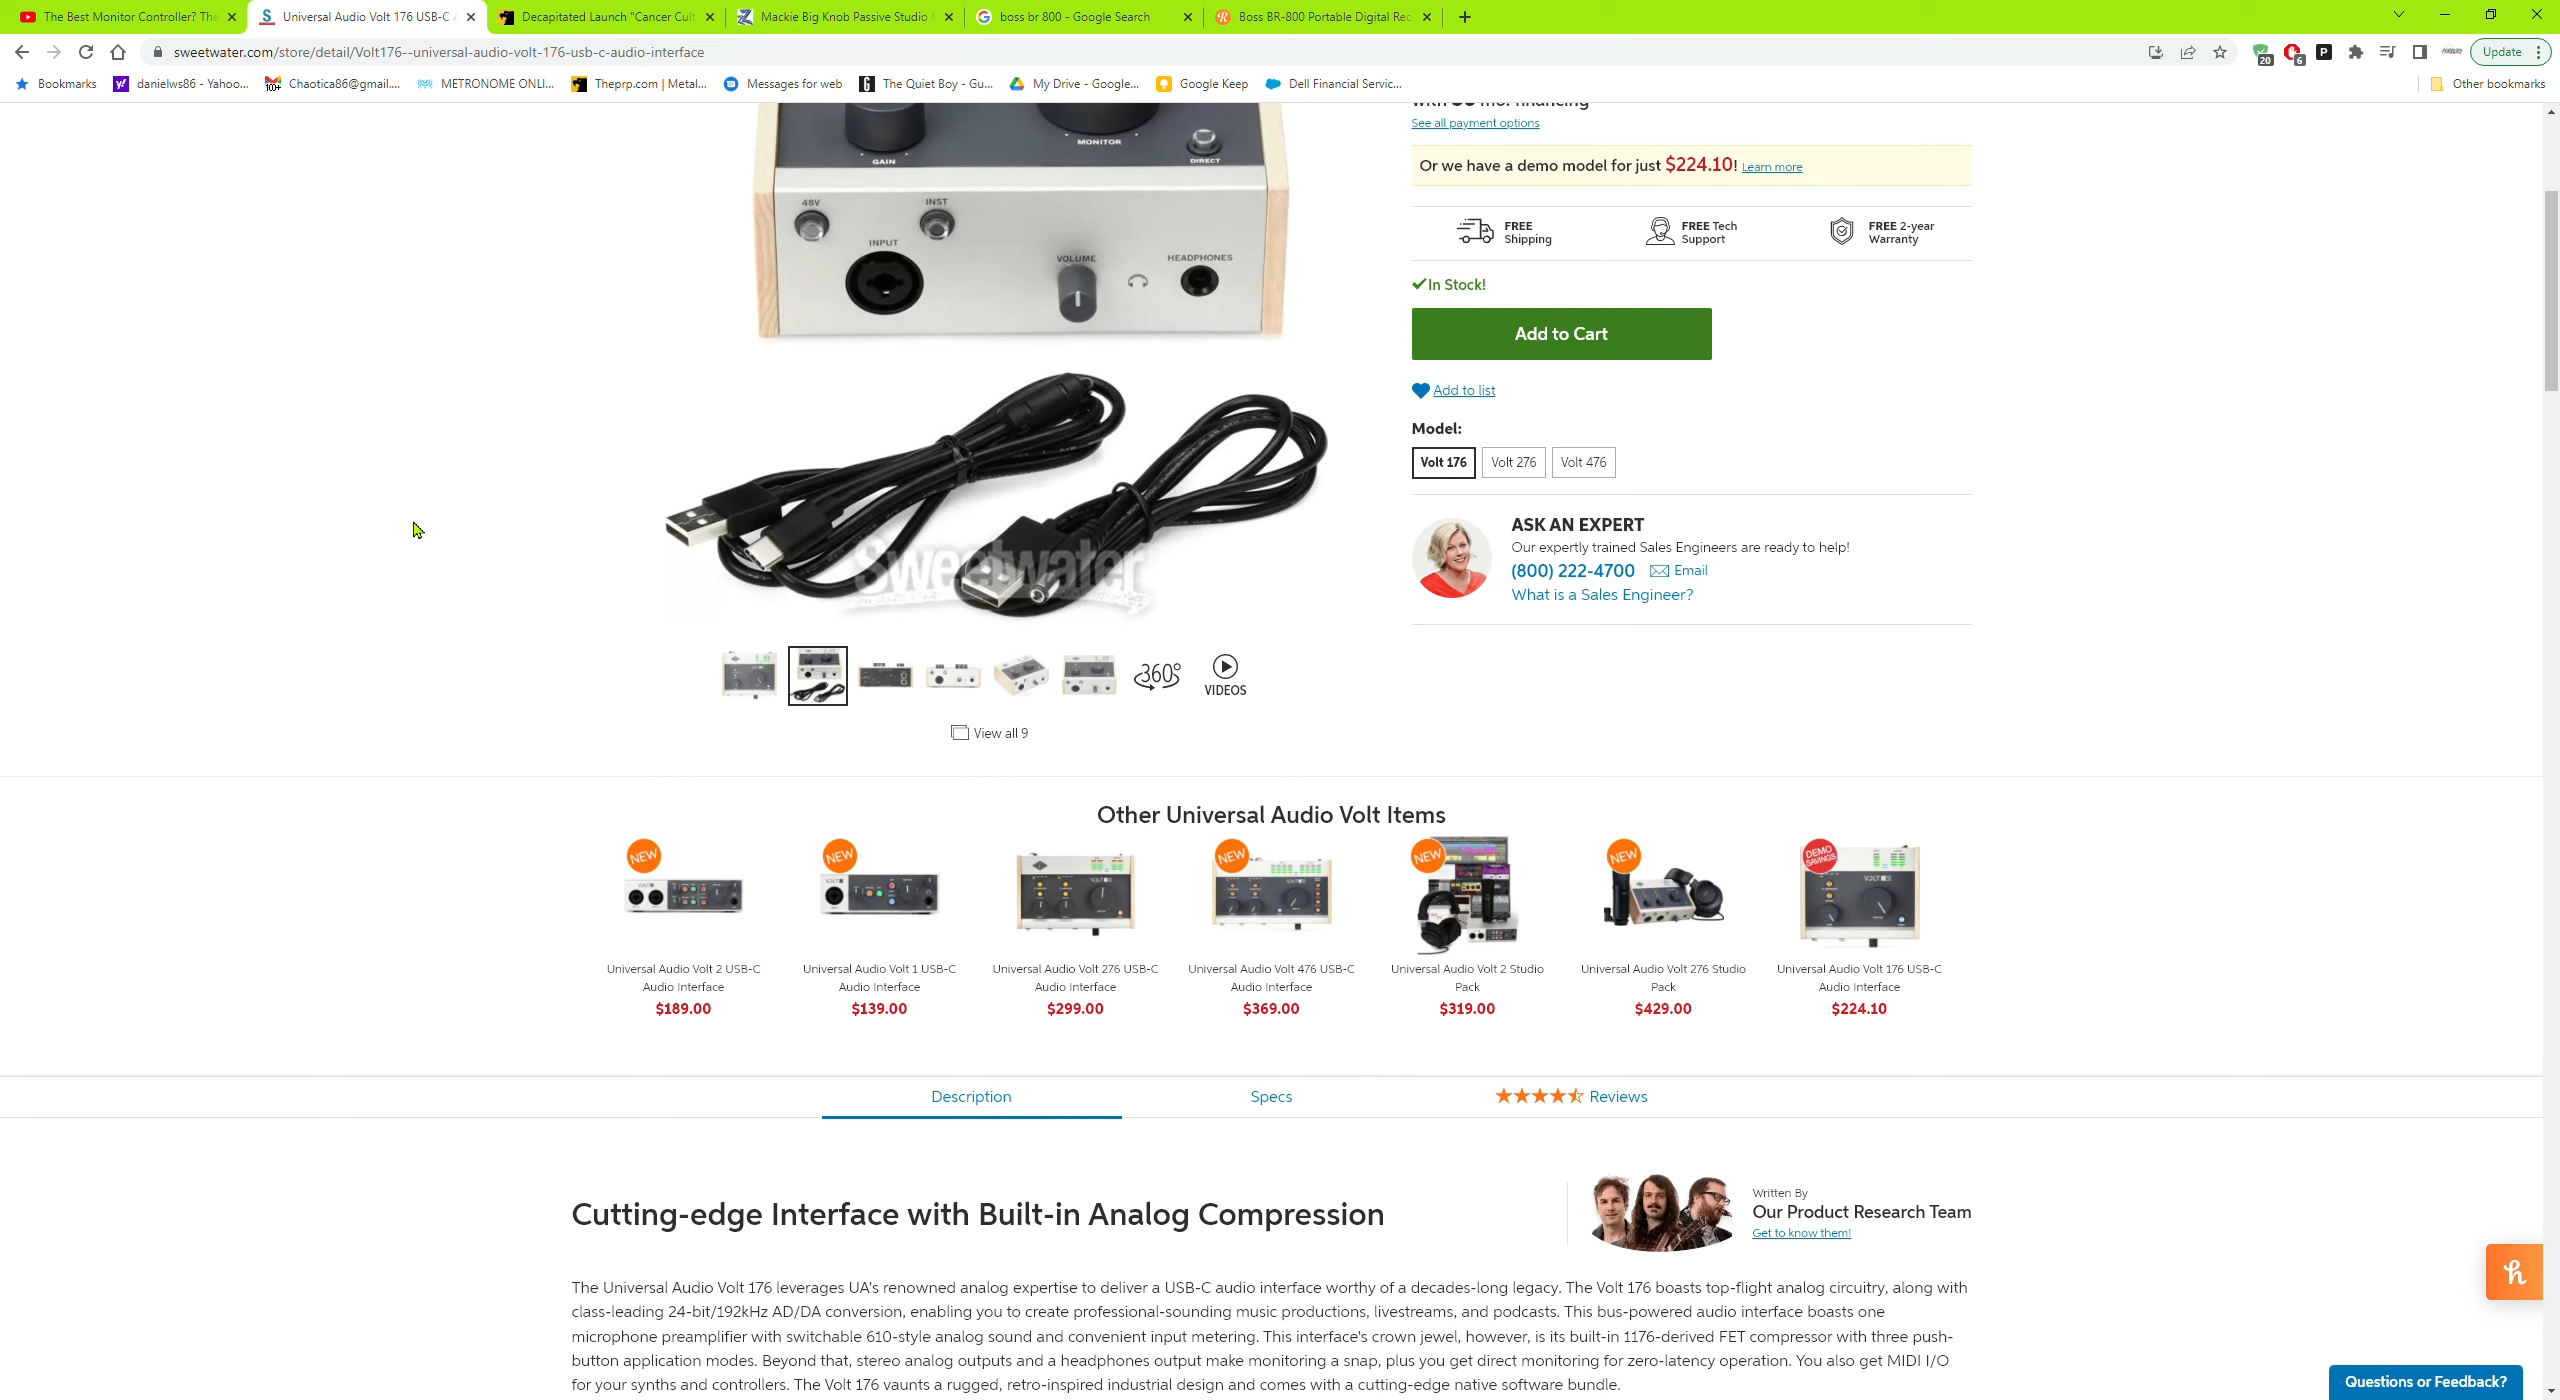 The Best Monitor Controller? The
Universal Audio Volt 176 USB-C A
Decapitated Launch "Cancer Cult
Mackie Big Knob Passive Studio M
boss br 800 - Google Search
Boss BR-800 Portable Digital Rec
sweetwater.com/store/detail/Volt176--universal-audio-volt-176-usb-c-audio-interface
20
6
P
Update
Bookmarks
danielws86 - Yahoo...
100+
Chaotica86@gmail....
METRONOME ONLI...
Theprp.com | Metal...
Messages for web
The Quiet Boy - Gu...
My Drive - Google...
Google Keep
Dell Financial Servic...
Other bookmarks
GAIN
MONITOR
DIRECT
48V
INST
INPUT
VOLUME
HEADPHONES
Sweetwater
360°
VIDEOS
View all 9
See all payment options
Or we have a demo model for just $224.10! Learn more
FREE
Shipping
FREE Tech
Support
FREE 2-year
Warranty
In Stock!
Add to Cart
Add to list
Model:
Volt 176
Volt 276
Volt 476
ASK AN EXPERT
Our expertly trained Sales Engineers are ready to help!
(800) 222-4700 Email
What is a Sales Engineer?
Other Universal Audio Volt Items
NEW
NEW
NEW
NEW
NEW
DEMO
SAVINGS
Universal Audio Volt 2 USB-C
Audio Interface
$189.00
Universal Audio Volt 1 USB-C
Audio Interface
$139.00
Universal Audio Volt 276 USB-C
Audio Interface
$299.00
Universal Audio Volt 476 USB-C
Audio Interface
$369.00
Universal Audio Volt 2 Studio
Pack
$319.00
Universal Audio Volt 276 Studio
Pack
$429.00
Universal Audio Volt 176 USB-C
Audio Interface
$224.10
Description
Specs
Reviews
Cutting-edge Interface with Built-in Analog Compression
Written By
Our Product Research Team
Get to know them!
The Universal Audio Volt 176 leverages UA's renowned analog expertise to deliver a USB-C audio interface worthy of a decades-long legacy. The Volt 176 boasts top-flight analog circuitry, along with
class-leading 24-bit/192kHz AD/DA conversion, enabling you to create professional-sounding music productions, livestreams, and podcasts. This bus-powered audio interface boasts one
microphone preamplifier with switchable 610-style analog sound and convenient input metering. This interface's crown jewel, however, is its built-in 1176-derived FET compressor with three push-
button application modes. Beyond that, stereo analog outputs and a headphones output make monitoring a snap, plus you get direct monitoring for zero-latency operation. You also get MIDI I/O
for your synths and controllers. The Volt 176 vaunts a rugged, retro-inspired industrial design and comes with a cutting-edge native software bundle.
h
Questions or Feedback?